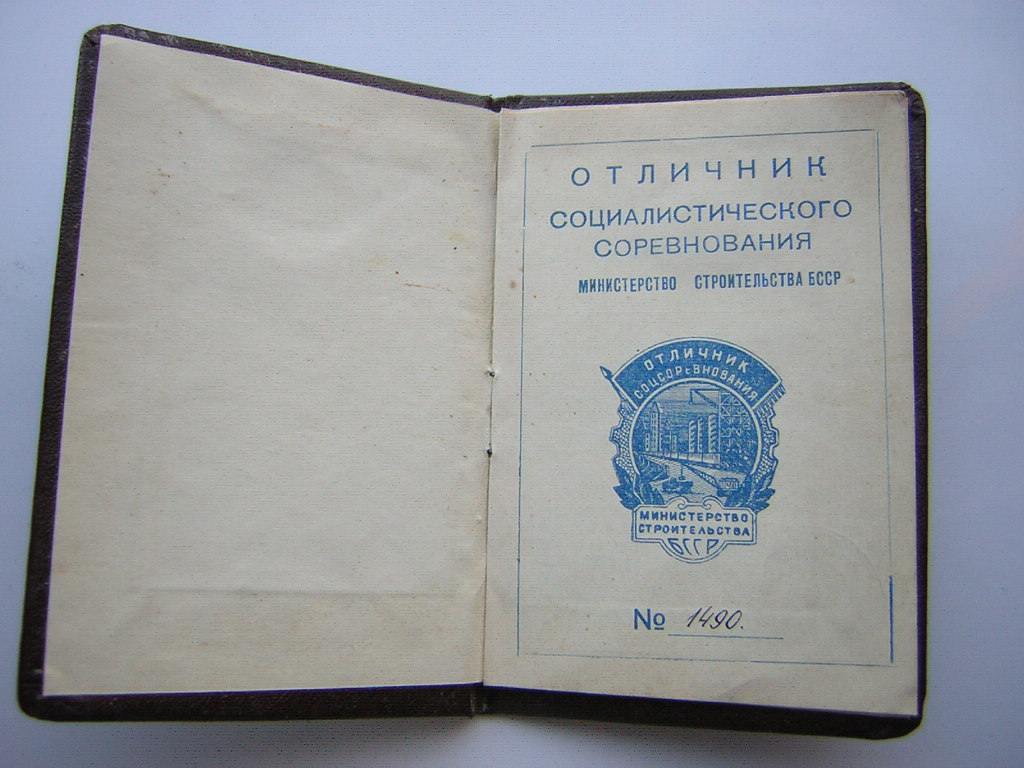 ОТЛИЧНИК
СОЦИАЛИСТИЧЕСКОГО
СОРЕВНОВАНИЯ
МИНИСТЕРСТВО СТРОИТЕЛЬСТВА БССР
ОТЛИЧНИК
СОЦСОРЕВНОВАНИЯ
МИНИСТЕРСТВО
СТРОИТЕЛЬСТВА
БССР
№ 1490.